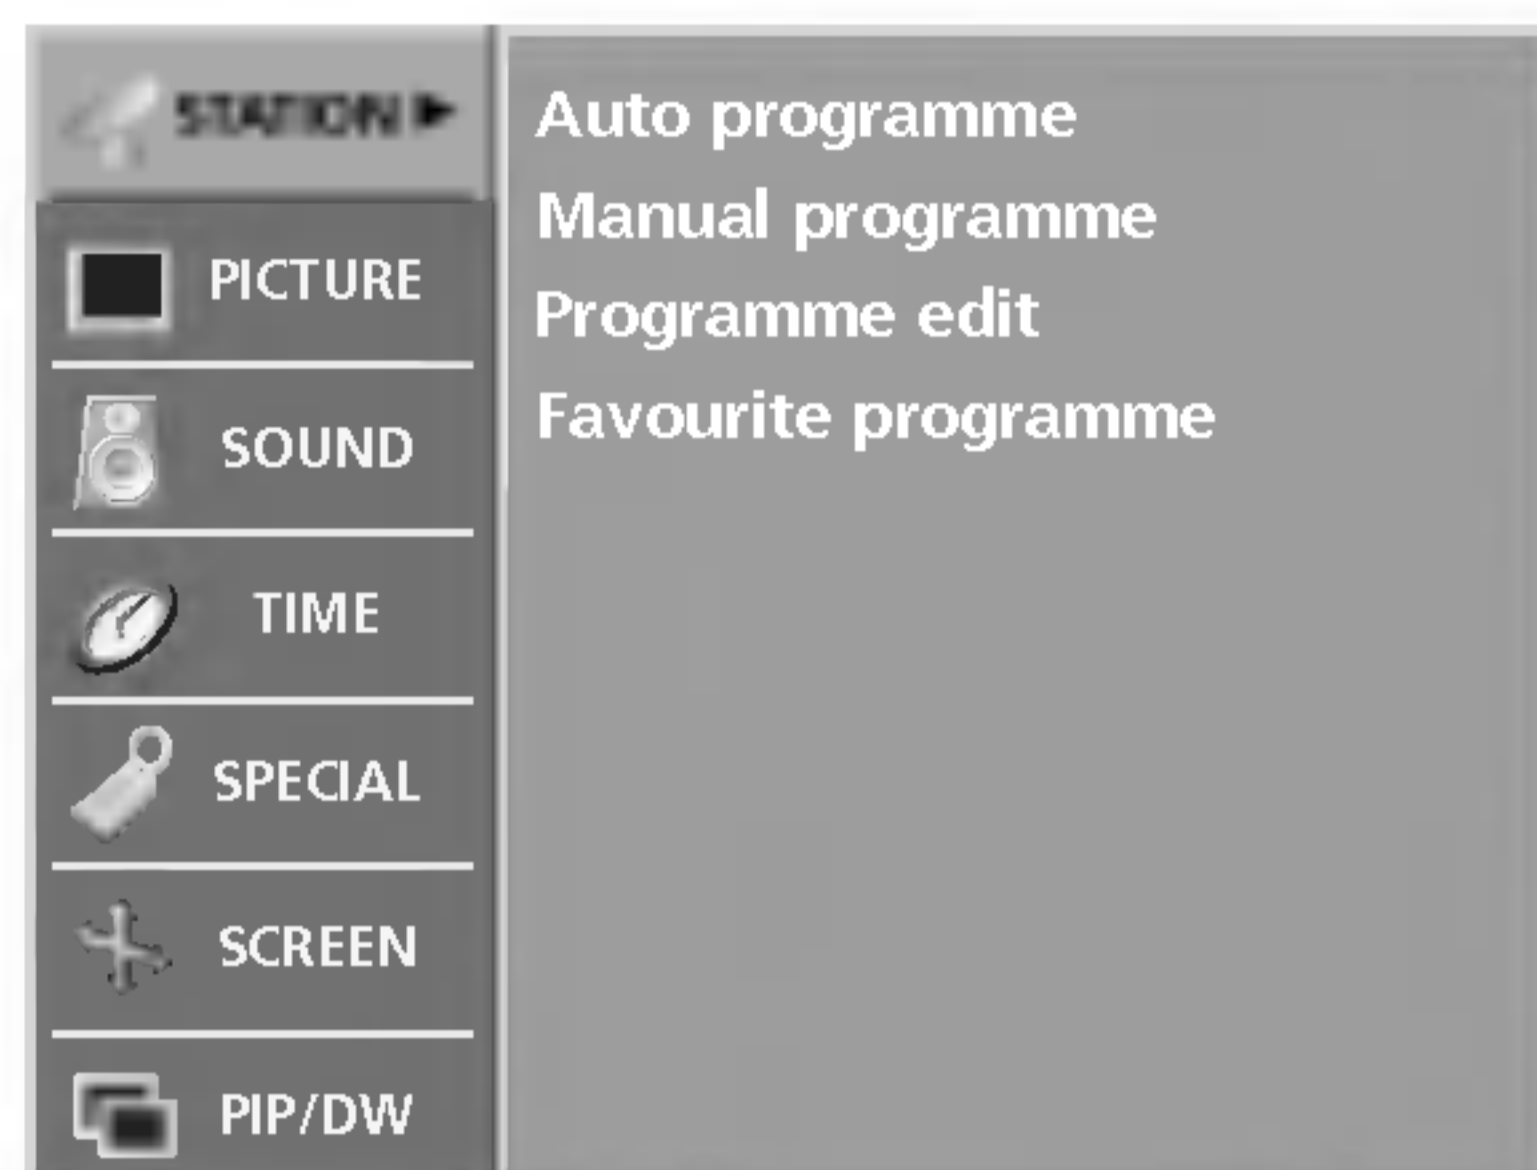 STATION ▶
PICTURE
SOUND
TIME
SPECIAL
SCREEN
PIP/DW
Auto programme
Manual programme
Programme edit
Favourite programme